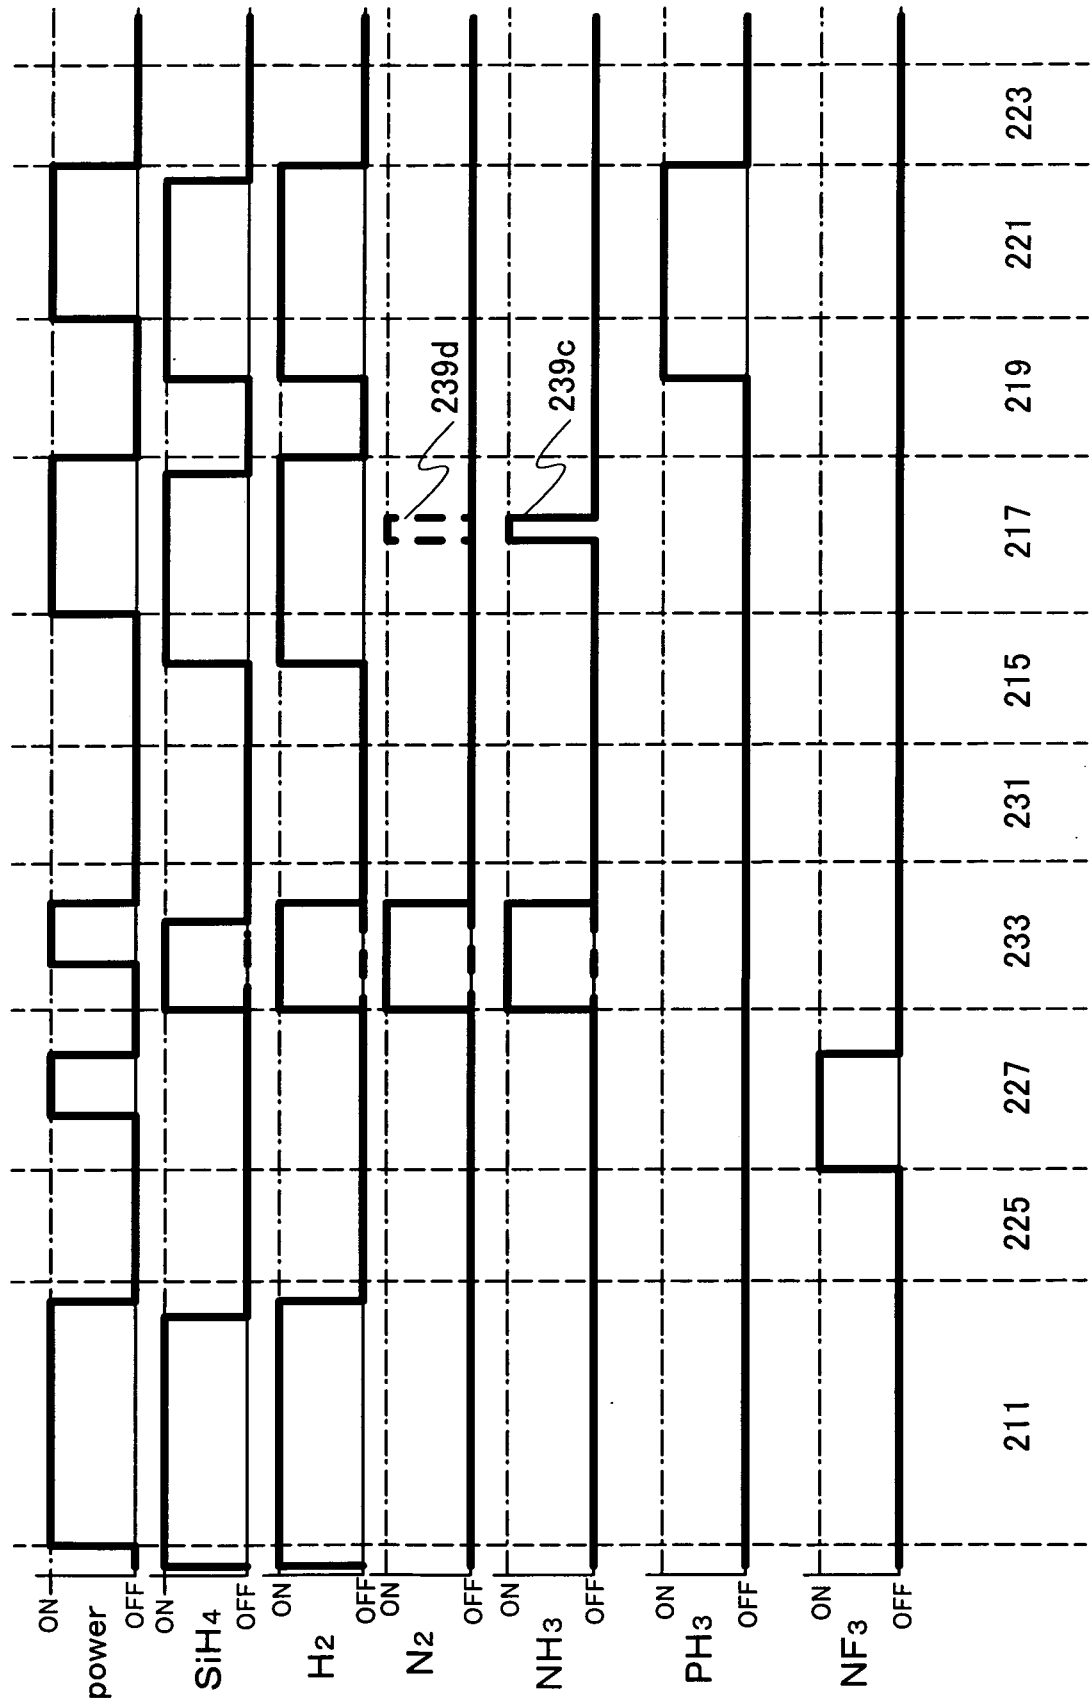 power ON OFF
SiH4 ON OFF
H2 ON OFF
N2 ON OFF
239d
NH3 ON OFF
239c
PH3 ON OFF
NF3 ON OFF
211 225 227 233 231 215 217 219 221 223